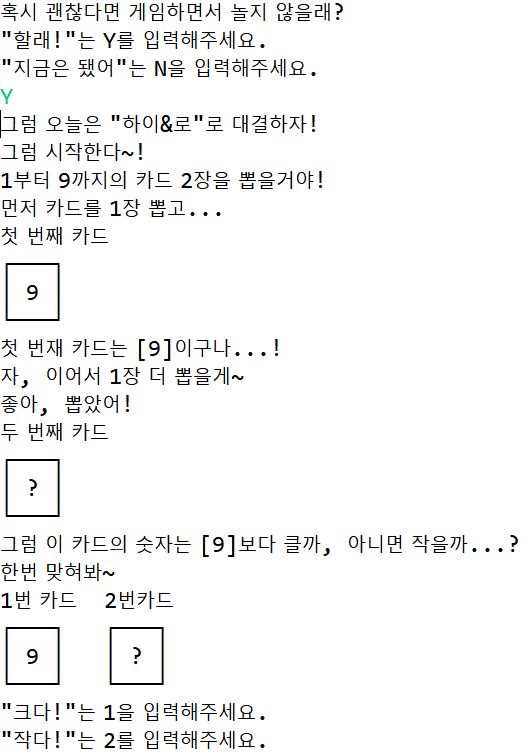 혹시 괜찮다면 게임하면서 놀지 않을래?
"할래!"는 Y를 입력해주세요.
"지금은 됐어"는 N을 입력해주세요.
Y
그럼 오늘은 "하이&로"로 대결하자!
그럼 시작한다~!
1부터 9까지의 카드 2장을 뽑을거야!
먼저 카드를 1장 뽑고...
첫 번째 카드
9
첫 번재 카드는 [9]이구나...!
자, 이어서 1장 더 뽑을게~
좋아, 뽑았어!
두 번째 카드
?
그럼 이 카드의 숫자는 [9]보다 클까, 아니면 작을까...?
한번 맞혀봐~
1번 카드 2번카드
9 ?
"크다!"는 1을 입력해주세요.
"작다!"는 2를 입력해주세요.